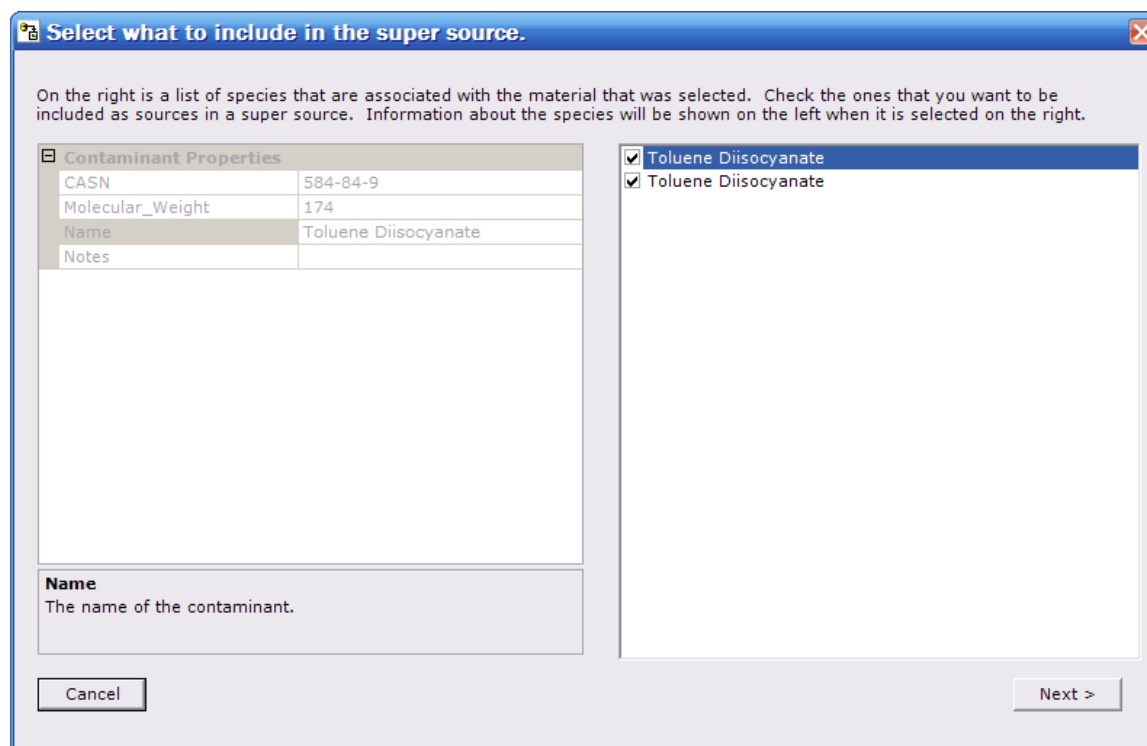 Select what to include in the super source.
On the right is a list of species that are associated with the material that was selected.  Check the ones that you want to be
included as sources in a super source.  Information about the species will be shown on the left when it is selected on the right.
Contaminant Properties
CASN 584-84-9
Molecular_Weight 174
Name Toluene Diisocyanate
Notes
Toluene Diisocyanate
Toluene Diisocyanate
Name
The name of the contaminant.
Cancel
Next >